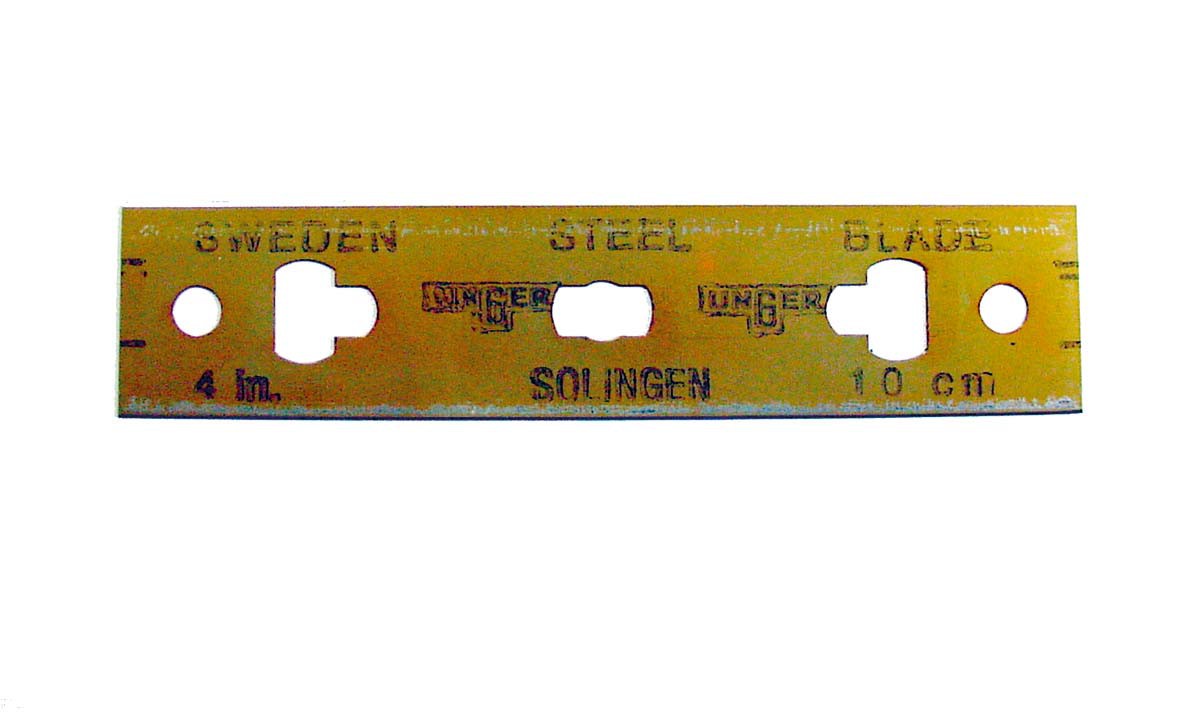 SWEDEN STEEL BLADE
UNGER UNGER
4 in. SOLINGEN 10 cm